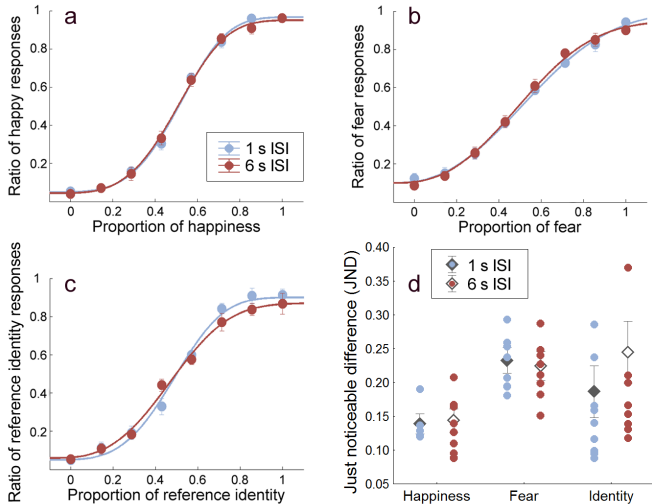 a
Ratio of happy responses
1
0.8
0.6
0.4
0.2
0 0.2 0.4 0.6 0.8 1
Proportion of happiness
1 s ISI
6 s ISI
b
Ratio of fear responses
1
0.8
0.6
0.4
0.2
0 0.2 0.4 0.6 0.8 1
Proportion of fear
c
Ratio of reference identity responses
1
0.8
0.6
0.4
0.2
0 0.2 0.4 0.6 0.8 1
Proportion of reference identity
d
Just noticeable difference (JND)
0.40
0.35
0.30
0.25
0.20
0.15
0.10
0.05
1 s ISI
6 s ISI
Happiness Fear Identity